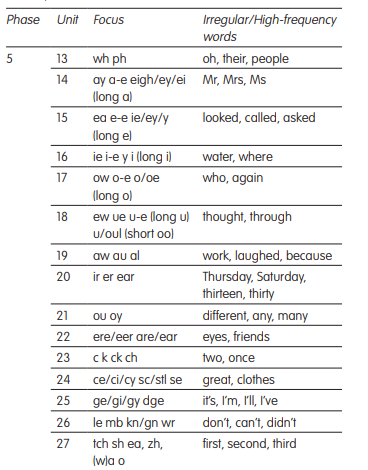 Phase Unit Focus Irregular/High-frequency
words
5 13 wh ph oh, their, people
14 ay a-e eigh/ey/ei Mr, Mrs, Ms
(long a)
15 ea e-e ie/ey/y looked, called, asked
(long e)
16 ie i-e y i (long i) water, where
17 ow o-e o/oe who, again
(long o)
18 ew ue u-e (long u) thought, through
u/oul (short oo)
19 aw au al work, laughed, because
20 ir er ear Thursday, Saturday,
thirteen, thirty
21 ou oy different, any, many
22 ere/eer are/ear eyes, friends
23 c k ck ch two, once
24 ce/ci/cy sc/stl se great, clothes
25 ge/gi/gy dge it's, I'm, I'll, I've
26 le mb kn/gn wr don't, can't, didn't
27 tch sh ea, zh, first, second, third
(w)a o